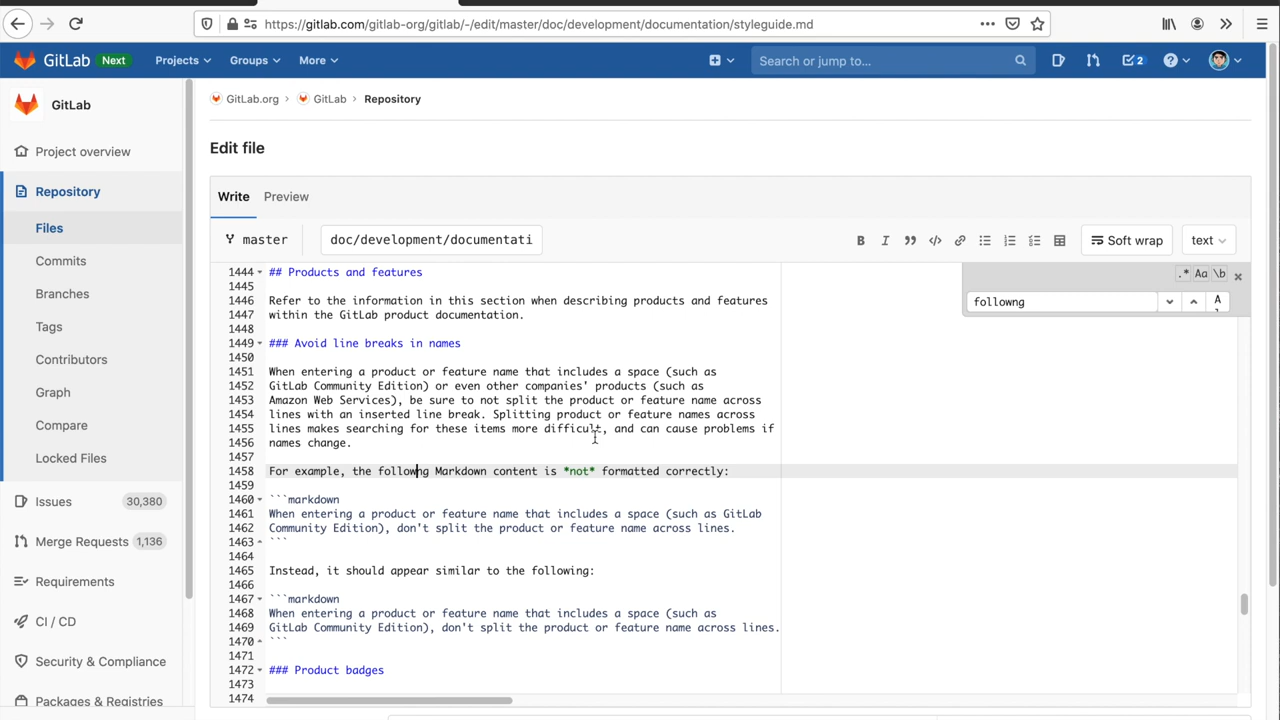 https://gitlab.com/gitlab-org/gitlab/-/edit/master/doc/development/documentation/styleguide.md
GitLab Next Projects Groups More Search or jump to... 2
GitLab
Project overview
Repository
Files
Commits
Branches
Tags
Contributors
Graph
Compare
Locked Files
Issues 30,380
Merge Requests 1,136
Requirements
CI / CD
Security & Compliance
Packages & Registries
GitLab.org › GitLab › Repository
Edit file
Write Preview
master doc/development/documentati B I Soft wrap text
.* Aa \b
followng
1444 ## Products and features
1445
1446 Refer to the information in this section when describing products and features
1447 within the GitLab product documentation.
1448
1449 ### Avoid line breaks in names
1450
1451 When entering a product or feature name that includes a space (such as
1452 GitLab Community Edition) or even other companies' products (such as
1453 Amazon Web Services), be sure to not split the product or feature name across
1454 lines with an inserted line break. Splitting product or feature names across
1455 lines makes searching for these items more difficult, and can cause problems if
1456 names change.
1457
1458 For example, the followng Markdown content is *not* formatted correctly:
1459
1460 ```markdown
1461 When entering a product or feature name that includes a space (such as GitLab
1462 Community Edition), don't split the product or feature name across lines.
1463 ```
1464
1465 Instead, it should appear similar to the following:
1466
1467 ```markdown
1468 When entering a product or feature name that includes a space (such as
1469 GitLab Community Edition), don't split the product or feature name across lines.
1470 ```
1471
1472 ### Product badges
1473
1474